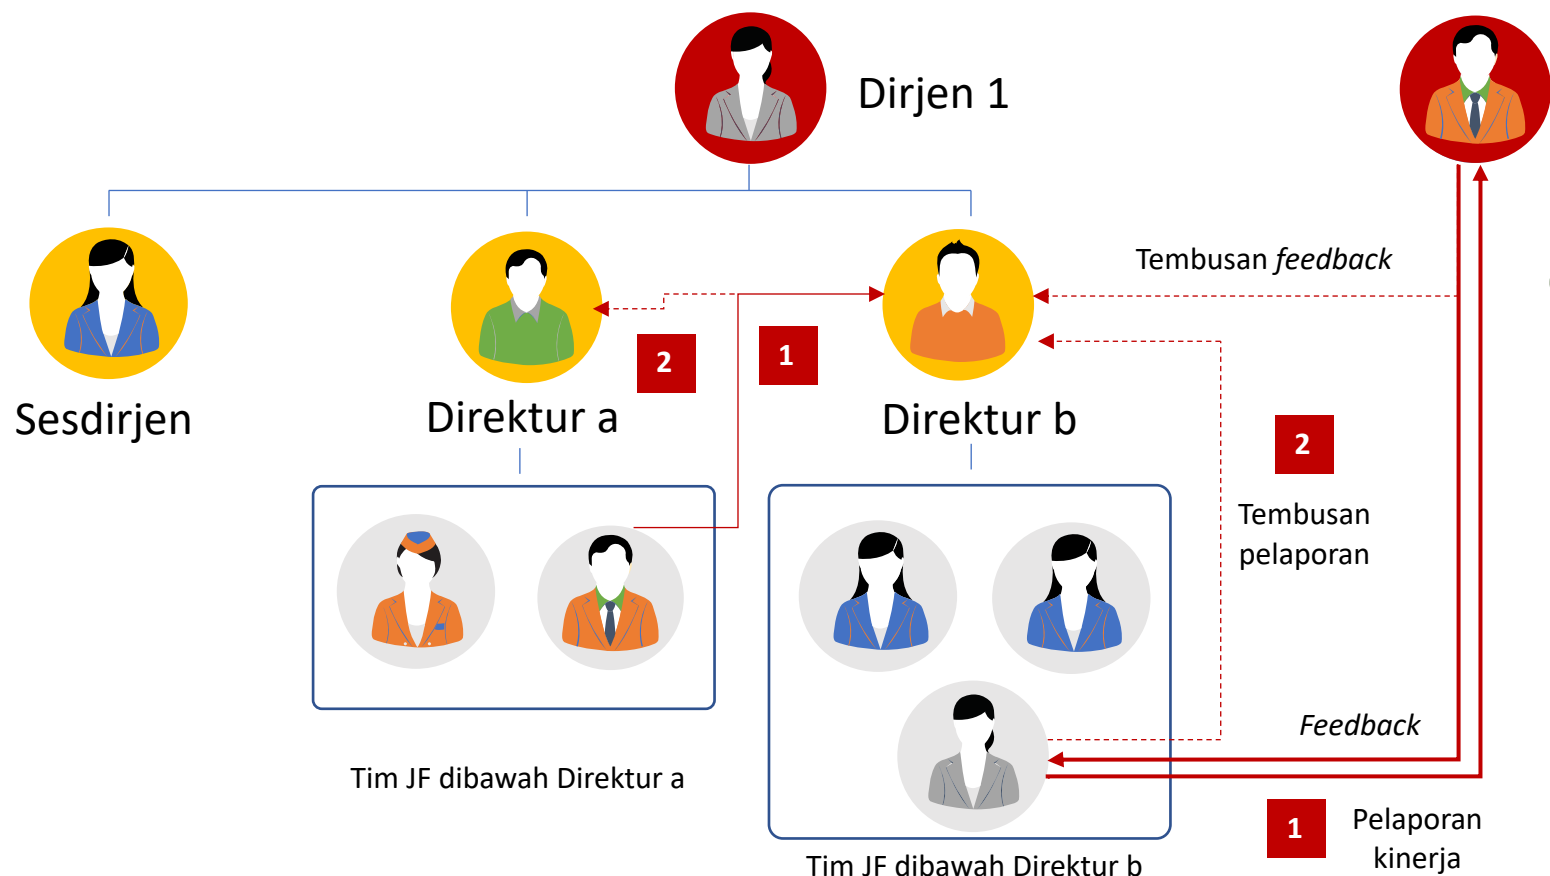 Dirjen 1
Tembusan feedback
2
1
Sesdirjen
Direktur a
Direktur b
2
Tembusan
pelaporan
Feedback
Tim JF dibawah Direktur a
1
Pelaporan
kinerja
Tim JF dibawah Direktur b